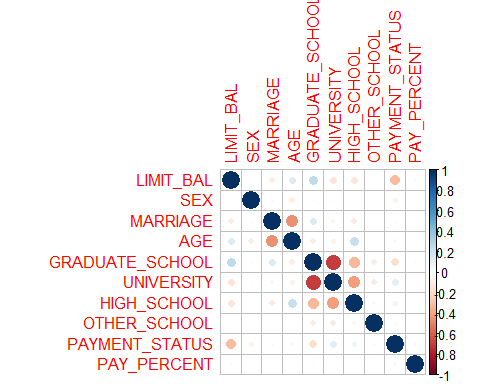 LIMIT_BAL
SEX
MARRIAGE
AGE
GRADUATE_SCHOOL
UNIVERSITY
HIGH_SCHOOL
OTHER_SCHOOL
PAYMENT_STATUS
PAY_PERCENT
LIMIT_BAL
SEX
MARRIAGE
AGE
GRADUATE_SCHOOL
UNIVERSITY
HIGH_SCHOOL
OTHER_SCHOOL
PAYMENT_STATUS
PAY_PERCENT
1
0.8
0.6
0.4
0.2
0
-0.2
-0.4
-0.6
-0.8
-1